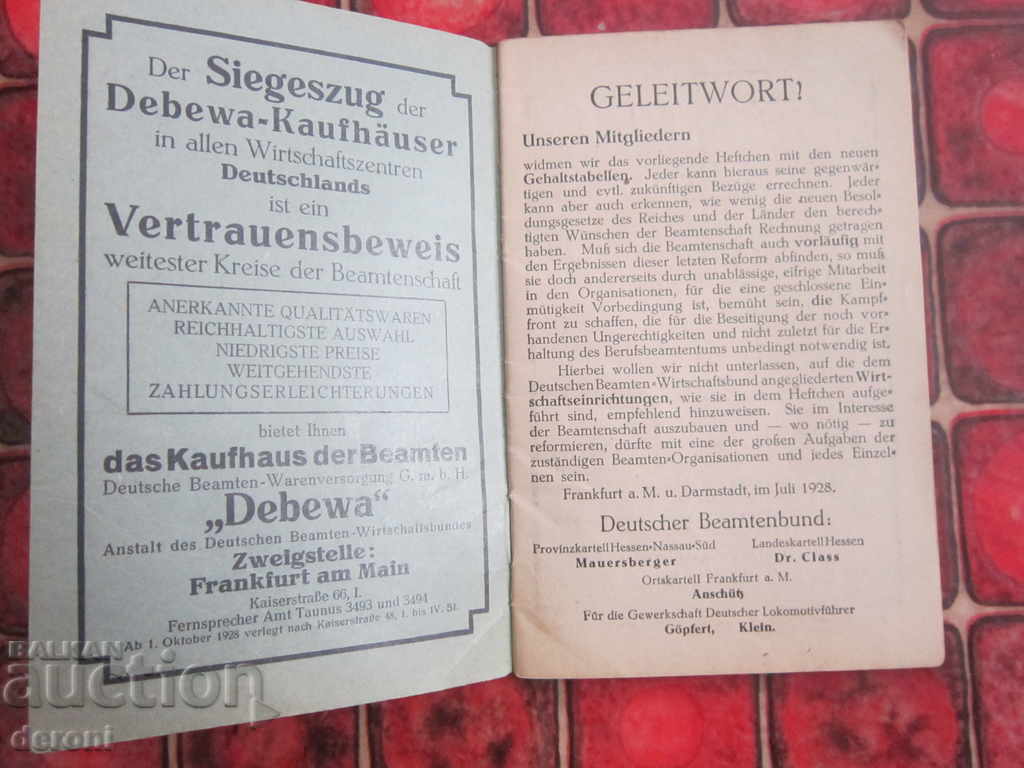 Der Siegeszug der
Debewa-Kaufhäuser
in allen Wirtschaftszentren
Deutschlands
ist ein
Vertrauensbeweis
weitester Kreise der Beamtenschaft
ANERKANNTE QUALITÄTSWAREN
REICHHALTIGSTE AUSWAHL
NIEDRIGSTE PREISE
WEITGEHENDSTE
ZAHLUNGSERLEICHTERUNGEN
bietet Ihnen
das Kaufhaus der Beamten
Deutsche Beamten-Warenversorgung G. m. b. H.
„Debewa“
Anstalt des Deutschen Beamten-Wirtschaftsbundes
Zweigstelle:
Frankfurt am Main
Kaiserstraße 66, I.
Fernsprecher Amt Taunus 3493 und 3494
Ab 1. Oktober 1928 verlegt nach Kaiserstraße 48, I. bis IV. St.
GELEITWORT!
Unseren Mitgliedern
widmen wir das vorliegende Heftchen mit den neuen
Gehaltstabellen. Jeder kann hieraus seine gegenwär-
tigen und evtl. zukünftigen Bezüge errechnen. Jeder
kann aber auch erkennen, wie wenig die neuen Besol-
dungsgesetze des Reiches und der Länder den berech-
tigten Wünschen der Beamtenschaft Rechnung getragen
haben. Muß sich die Beamtenschaft auch vorläufig mit
den Ergebnissen dieser letzten Reform abfinden, so muß
sie doch andererseits durch unablässige, eifrige Mitarbeit
in den Organisationen, für die eine geschlossene Ein-
mütigkeit Vorbedingung ist, bemüht sein, die Kampf-
front zu schaffen, die für die Beseitigung der noch vor-
handenen Ungerechtigkeiten und nicht zuletzt für die Er-
haltung des Berufsbeamtentums unbedingt notwendig ist.
Hierbei wollen wir nicht unterlassen, auf die dem
Deutschen Beamten-Wirtschaftsbund angegliederten Wirt-
schaftseinrichtungen, wie sie in dem Heftchen aufge-
führt sind, empfehlend hinzuweisen. Sie im Interesse
der Beamtenschaft auszubauen und — wo nötig — zu
reformieren, dürfte mit eine der großen Aufgaben der
zuständigen Beamten-Organisationen und jedes Einzel-
nen sein.
Frankfurt a. M. u. Darmstadt, im Juli 1928.
Deutscher Beamtenbund:
Provinzkartell Hessen-Nassau-Süd Landeskartell Hessen
Mauersberger Dr. Class
Ortskartell Frankfurt a. M.
Anschütz
Für die Gewerkschaft Deutscher Lokomotivführer
Göpfert, Klein.
BALKAN
auction
deroni